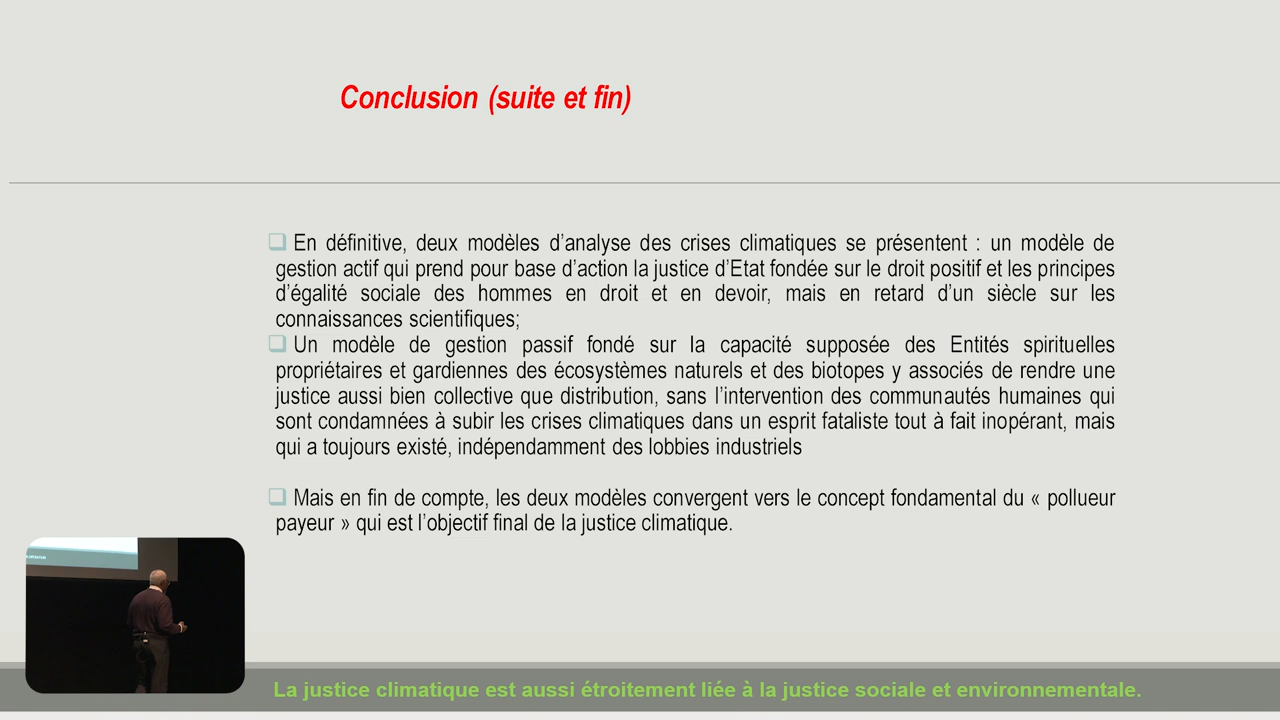 Conclusion (suite et fin)
❑ En définitive, deux modèles d’analyse des crises climatiques se présentent : un modèle de
gestion actif qui prend pour base d’action la justice d’Etat fondée sur le droit positif et les principes
d’égalité sociale des hommes en droit et en devoir, mais en retard d’un siècle sur les
connaissances scientifiques;
❑ Un modèle de gestion passif fondé sur la capacité supposée des Entités spirituelles
propriétaires et gardiennes des écosystèmes naturels et des biotopes y associés de rendre une
justice aussi bien collective que distribution, sans l’intervention des communautés humaines qui
sont condamnées à subir les crises climatiques dans un esprit fataliste tout à fait inopérant, mais
qui a toujours existé, indépendamment des lobbies industriels
❑ Mais en fin de compte, les deux modèles convergent vers le concept fondamental du « pollueur
payeur » qui est l’objectif final de la justice climatique.
La justice climatique est aussi étroitement liée à la justice sociale et environnementale.